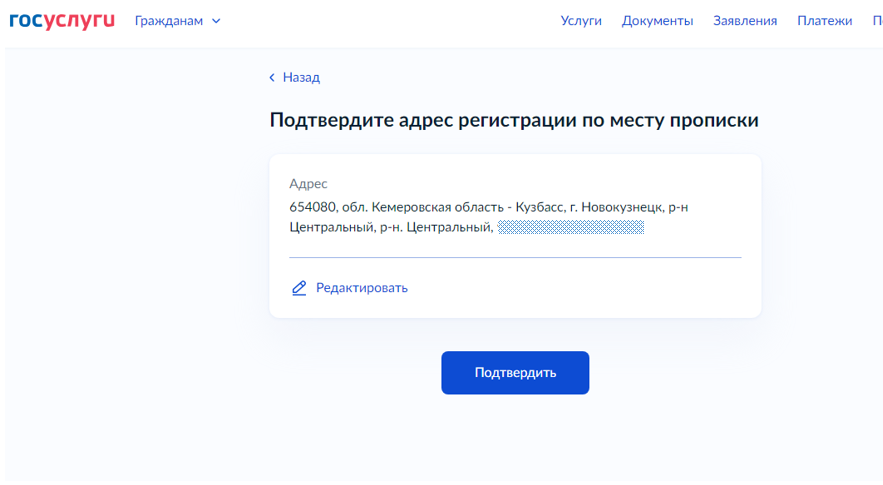 госуслуги Гражданам Услуги Документы Заявления Платежи
Назад
Подтвердите адрес регистрации по месту прописки
Адрес
654080, обл. Кемеровская область - Кузбасс, г. Новокузнецк, р-н
Центральный, р-н. Центральный,
Редактировать
Подтвердить